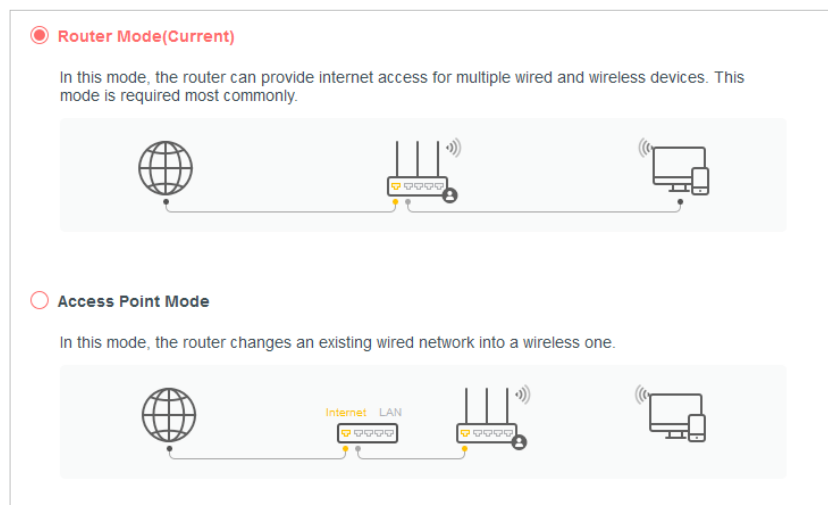 Router Mode(Current)
In this mode, the router can provide internet access for multiple wired and wireless devices. This
mode is required most commonly.
Access Point Mode
In this mode, the router changes an existing wired network into a wireless one.
Internet LAN